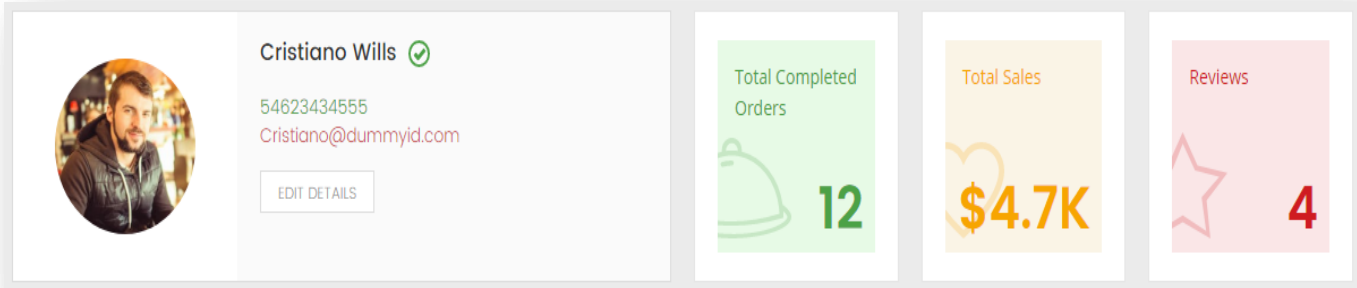 Cristiano Wills
54623434555
Cristiano@dummyid.com
EDIT DETAILS
Total Completed
Orders
12
Total Sales
$4.7K
Reviews
4